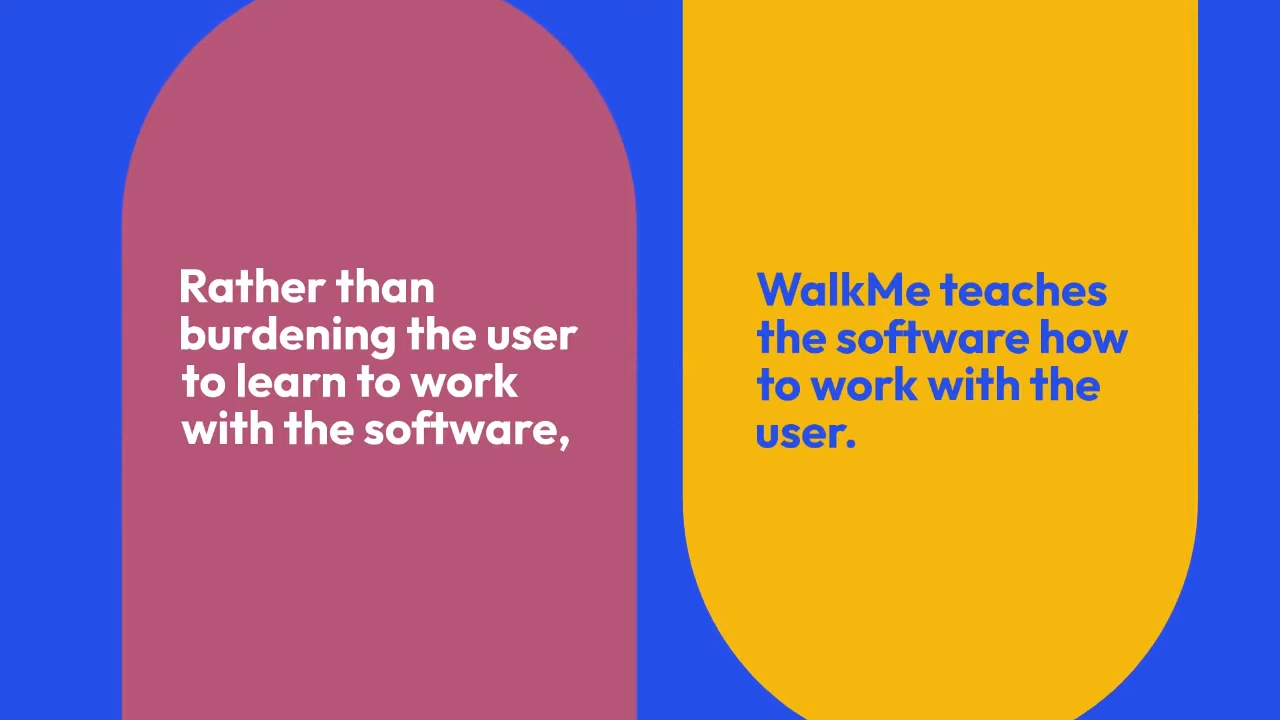 Rather than
burdening the user
to learn to work
with the software,
WalkMe teaches
the software how
to work with the
user.